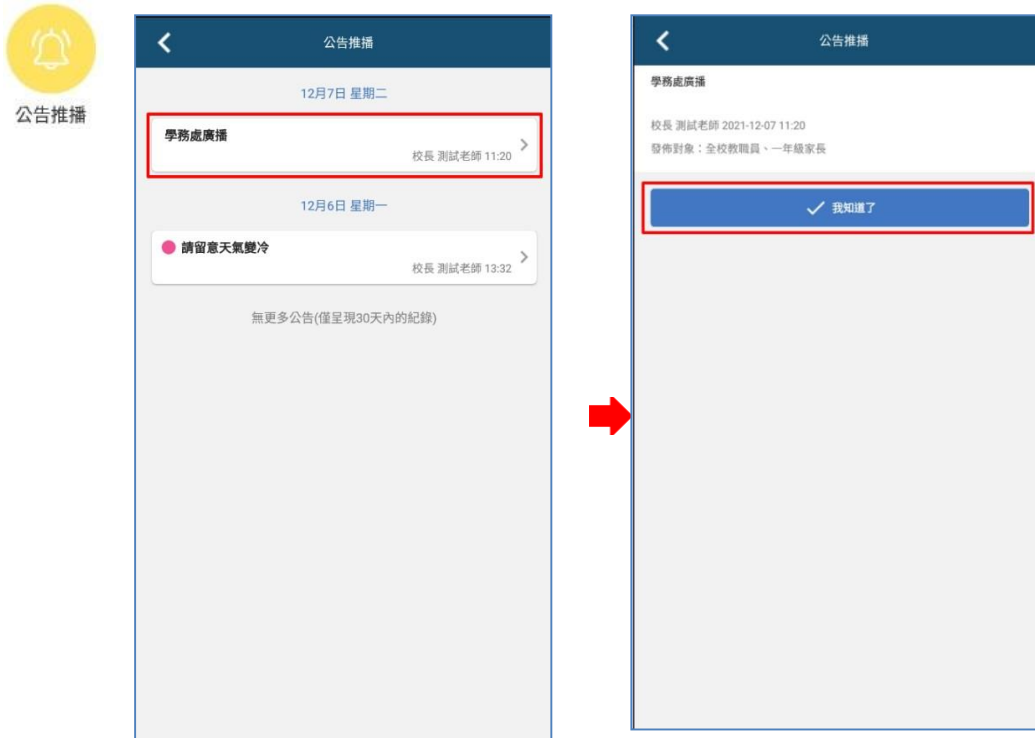 公告推播
公告推播
12月7日 星期二
學務處廣播
校長 測試老師 11:20
12月6日 星期一
請留意天氣變冷
校長 測試老師 13:32
無更多公告(僅呈現30天內的紀錄)
公告推播
學務處廣播
校長 測試老師 2021-12-07 11:20
發佈對象：全校教職員、一年級家長
我知道了